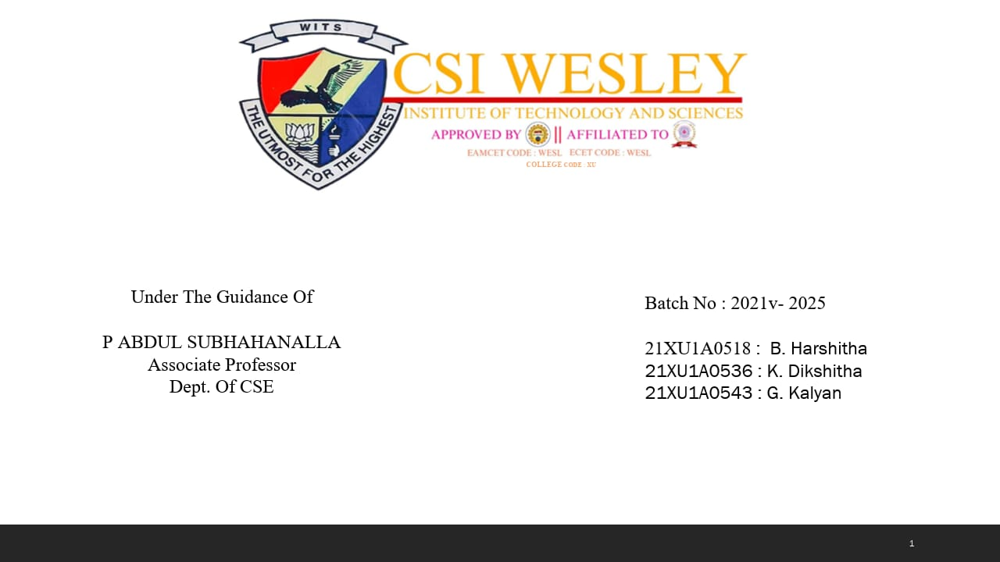 WITS
CSI WESLEY
INSTITUTE OF TECHNOLOGY AND SCIENCES
APPROVED BY || AFFILIATED TO
EAMCET CODE : WESL ECET CODE : WESL
COLLEGE CODE : XU
THE UTMOST FOR THE HIGHEST
Under The Guidance Of
P ABDUL SUBHAHANALLA
Associate Professor
Dept. Of CSE
Batch No : 2021v- 2025
21XU1A0518 : B. Harshitha
21XU1A0536 : K. Dikshitha
21XU1A0543 : G. Kalyan
1